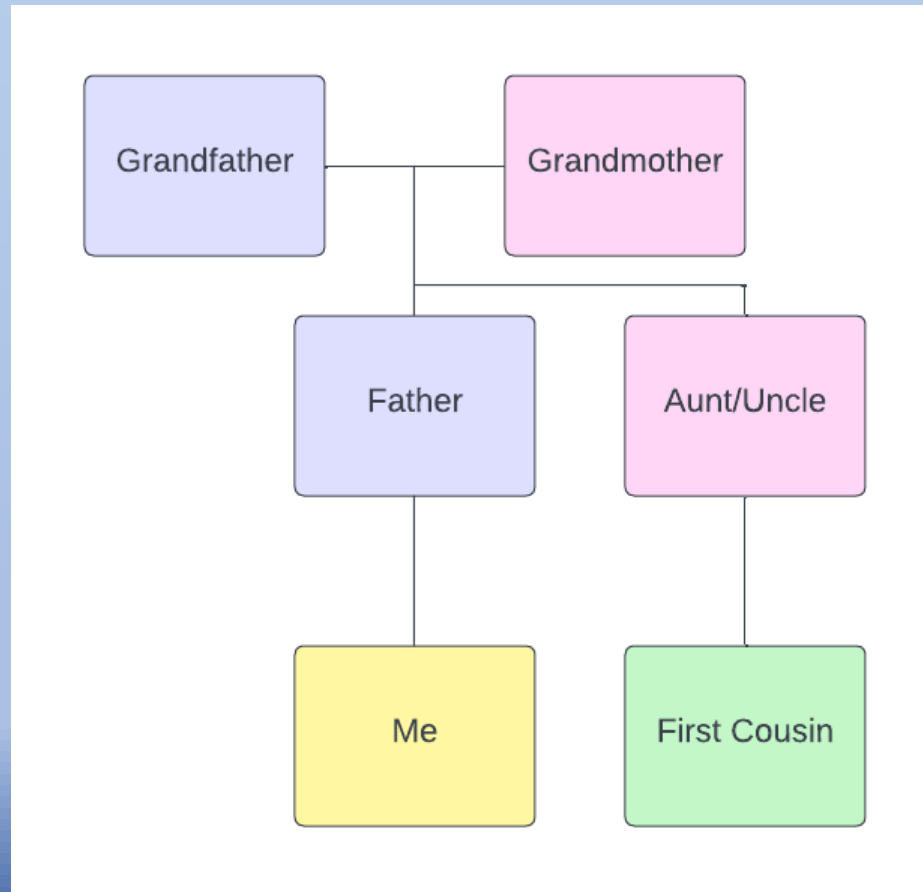 Grandfather
Grandmother
Father
Aunt/Uncle
Me
First Cousin